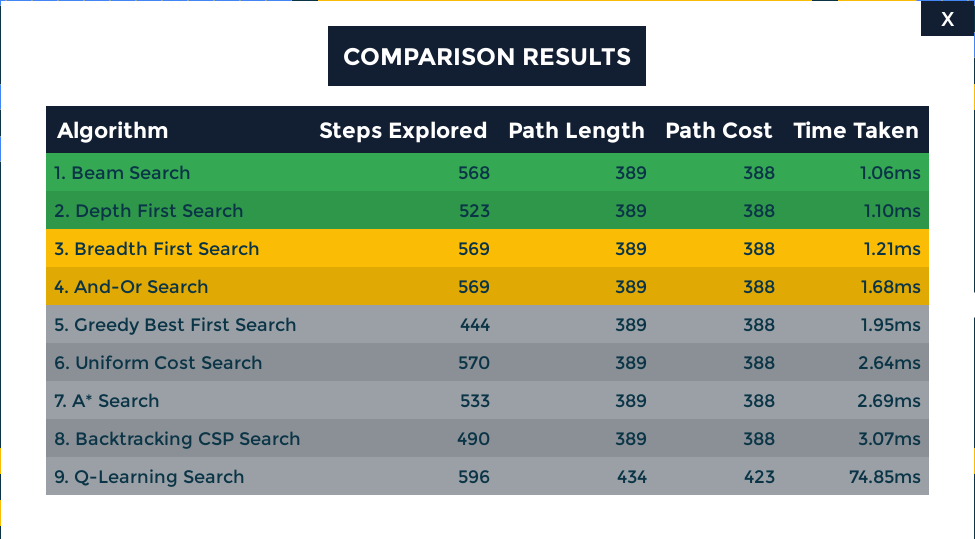 X
COMPARISON RESULTS
Algorithm Steps Explored Path Length Path Cost Time Taken
1. Beam Search 568 389 388 1.06ms
2. Depth First Search 523 389 388 1.10ms
3. Breadth First Search 569 389 388 1.21ms
4. And-Or Search 569 389 388 1.68ms
5. Greedy Best First Search 444 389 388 1.95ms
6. Uniform Cost Search 570 389 388 2.64ms
7. A* Search 533 389 388 2.69ms
8. Backtracking CSP Search 490 389 388 3.07ms
9. Q-Learning Search 596 434 423 74.85ms